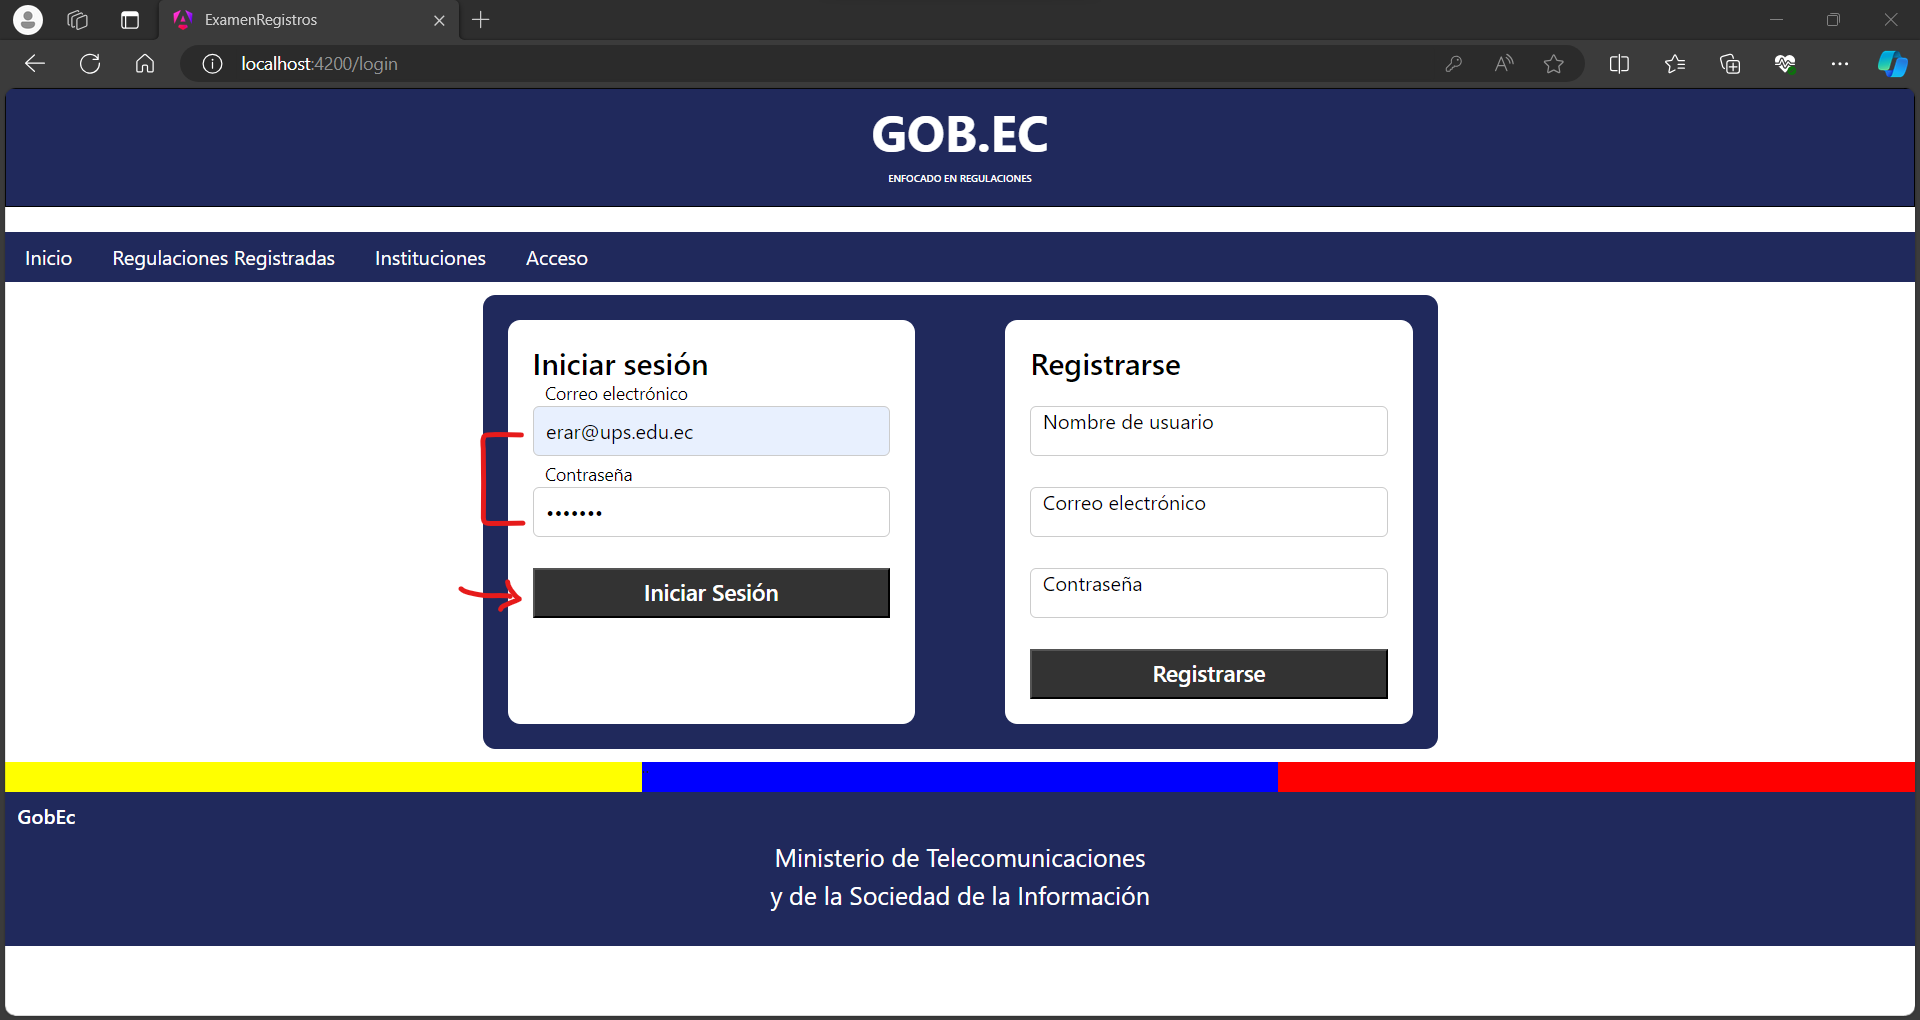 ExamenRegistros
localhost:4200/login
GOB.EC
ENFOCADO EN REGULACIONES
Inicio Regulaciones Registradas Instituciones Acceso
Iniciar sesión
Correo electrónico
erar@ups.edu.ec
Contraseña
•••••••
Iniciar Sesión
Registrarse
Nombre de usuario
Correo electrónico
Contraseña
Registrarse
GobEc
Ministerio de Telecomunicaciones
y de la Sociedad de la Información